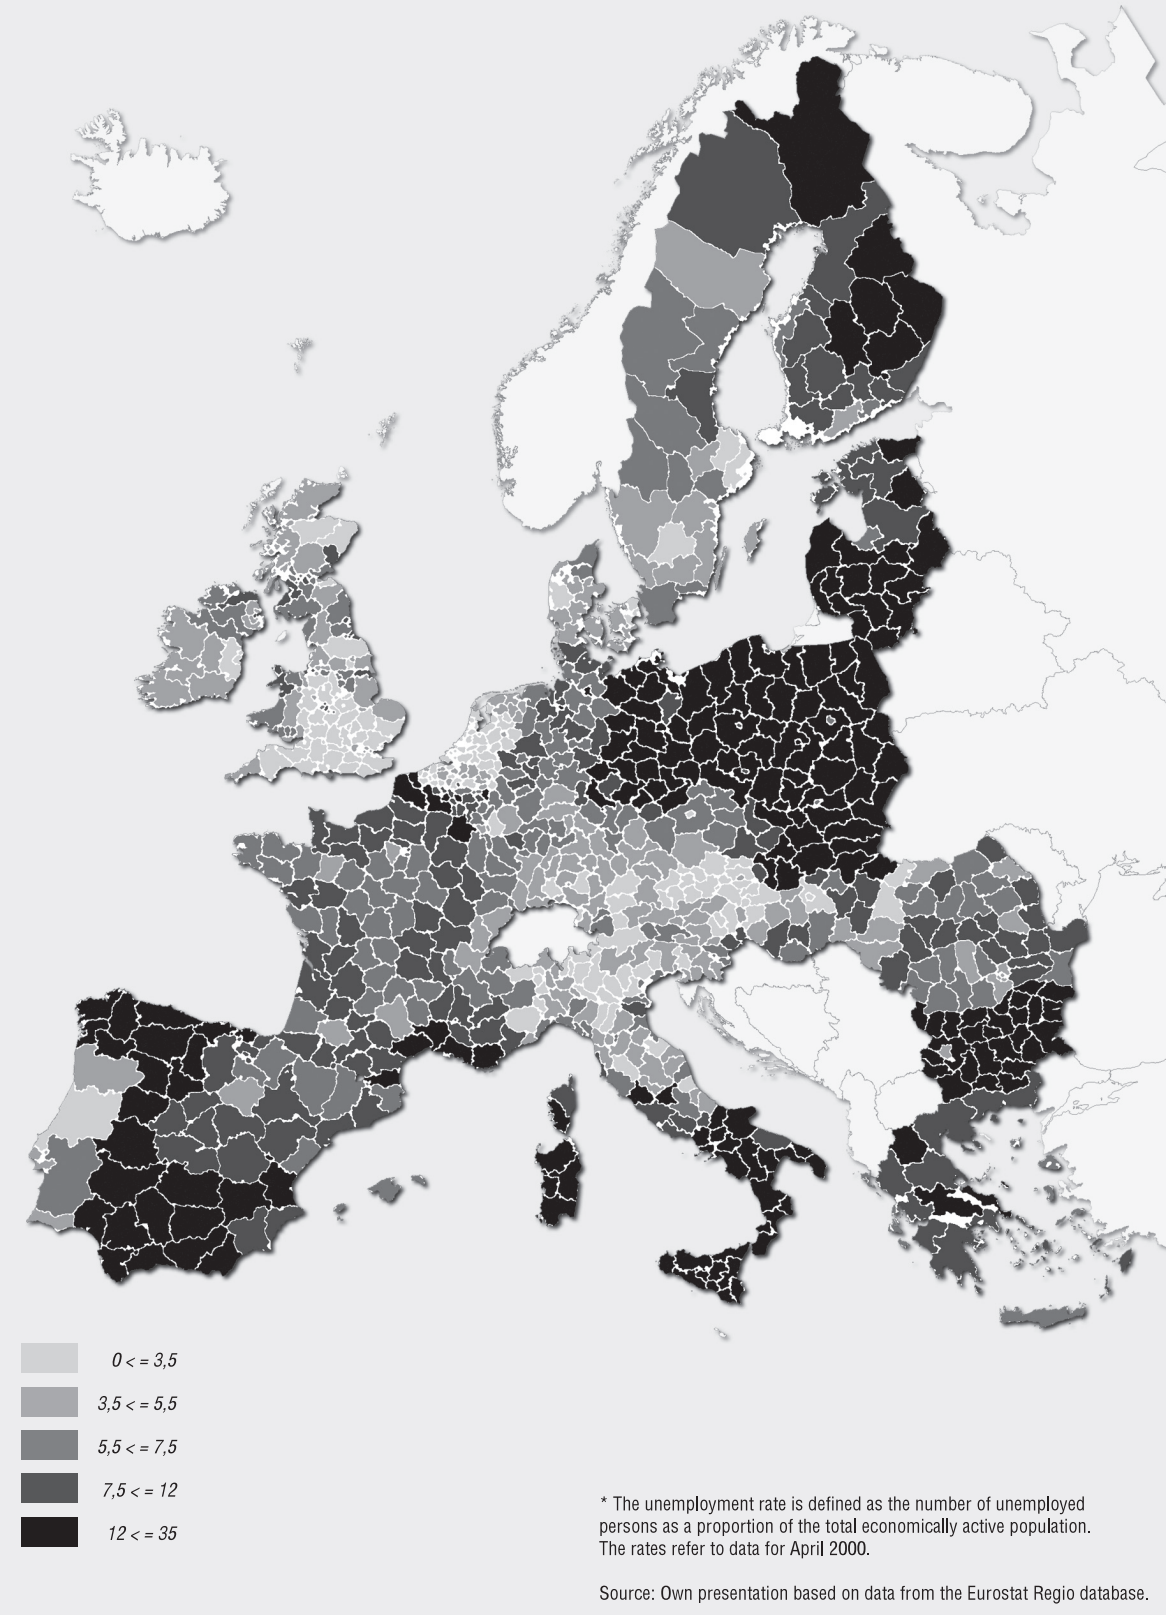 0 < = 3,5
3,5 < = 5,5
5,5 < = 7,5
7,5 < = 12
12 < = 35
* The unemployment rate is defined as the number of unemployed
persons as a proportion of the total economically active population.
The rates refer to data for April 2000.
Source: Own presentation based on data from the Eurostat Regio database.